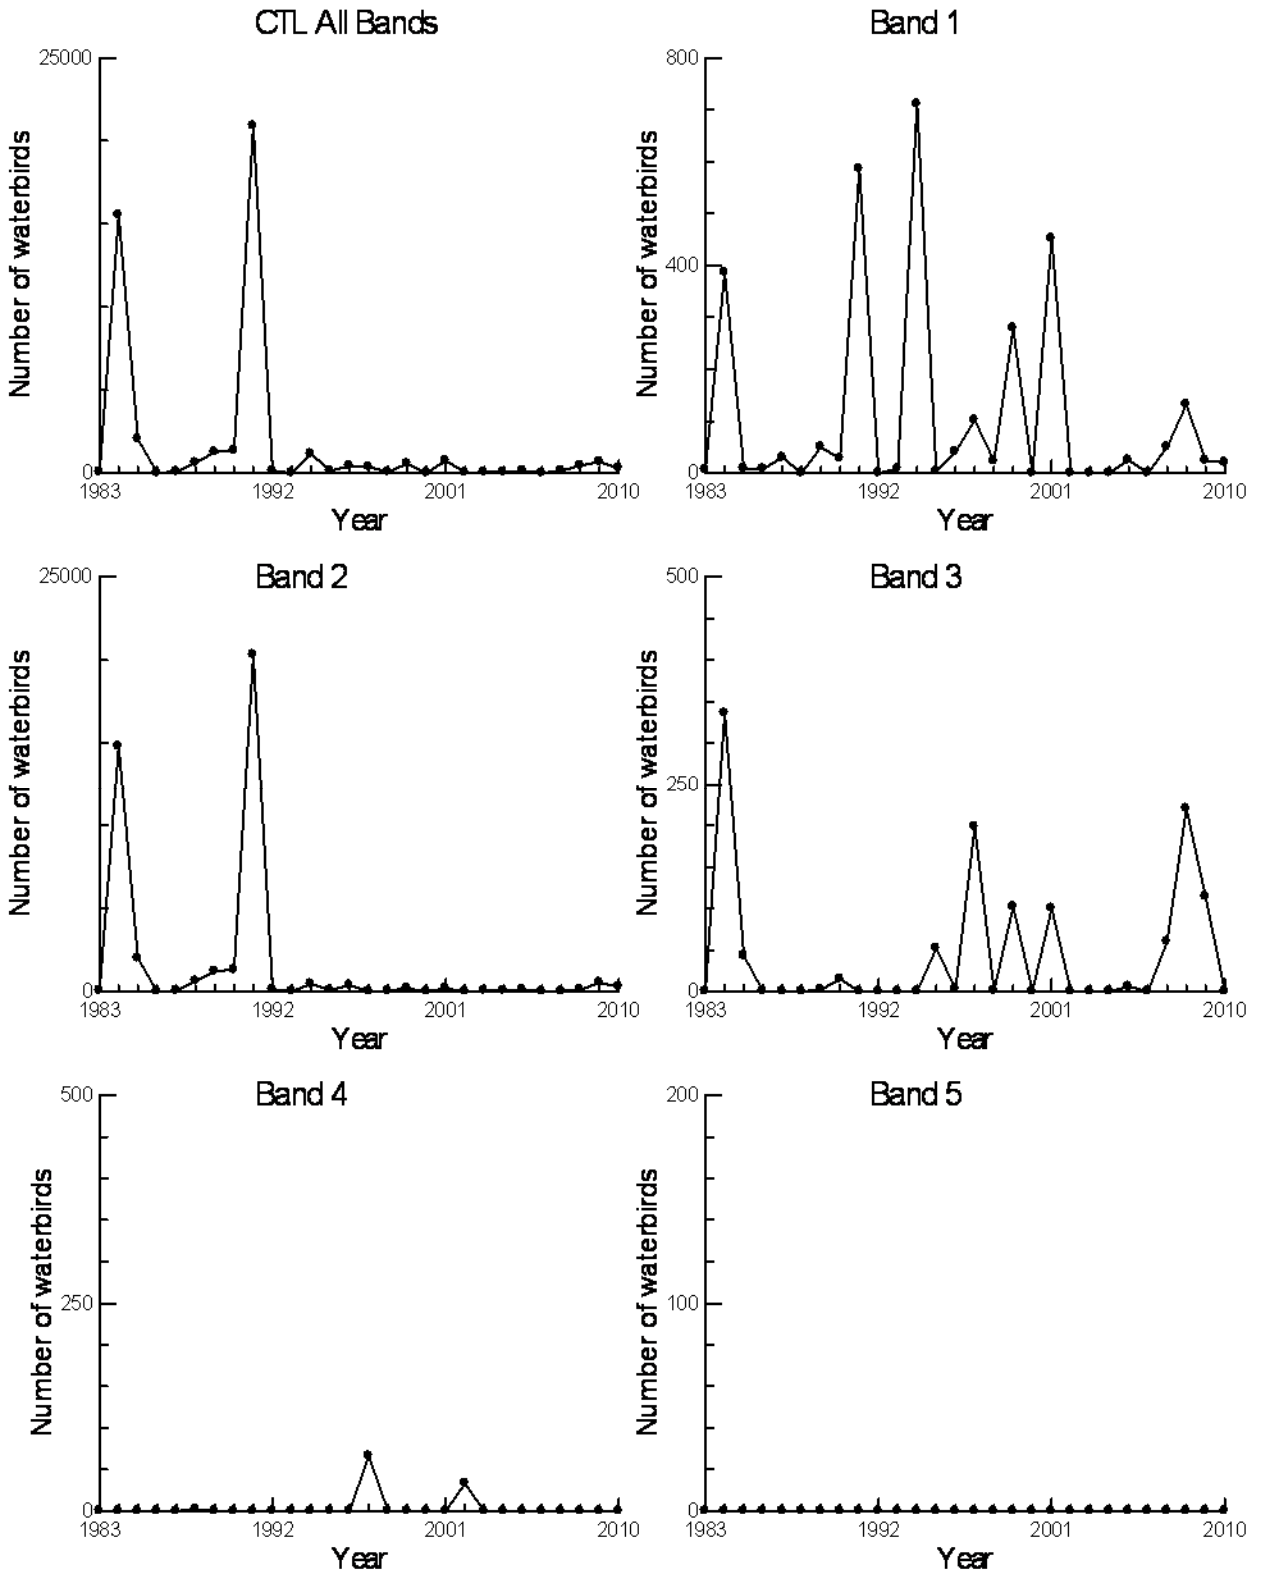 CTL All Bands
Band 1
25000
800
Number of waterbirds
Number of waterbirds
400
0
0
1983 1992 2001 2010
1983 1992 2001 2010
Year
Year
Band 2
Band 3
25000
500
Number of waterbirds
Number of waterbirds
250
0
0
1983 1992 2001 2010
1983 1992 2001 2010
Year
Year
Band 4
Band 5
500
200
Number of waterbirds
Number of waterbirds
250
100
0
0
1983 1992 2001 2010
1983 1992 2001 2010
Year
Year